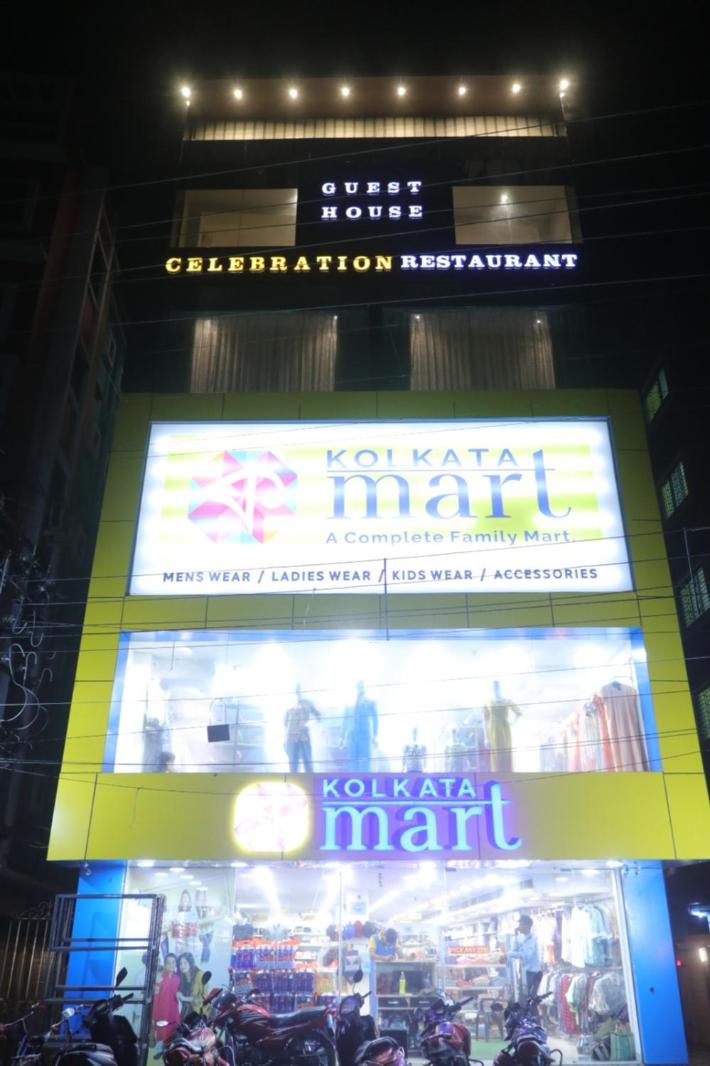 GUEST
HOUSE
CELEBRATION RESTAURANT
KOLKATA
mart
A Complete Family Mart.
MENS WEAR / LADIES WEAR / KIDS WEAR / ACCESSORIES
KOLKATA
mart